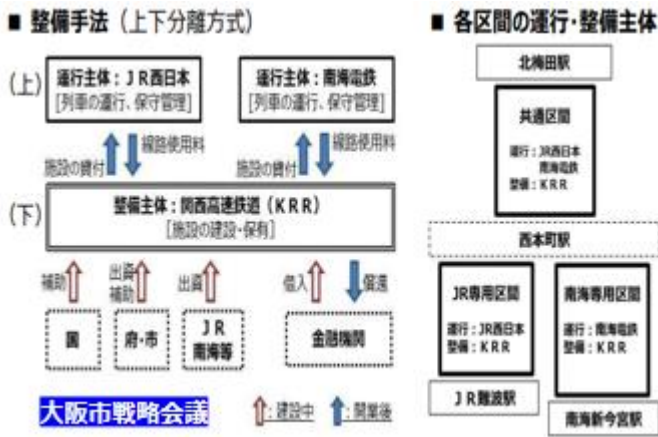 ■ 整備手法（上下分離方式）
(上)
運行主体：ＪＲ西日本
[列車の運行、保守管理]
運行主体：南海電鉄
[列車の運行、保守管理]
施設の貸付
線路使用料
施設の貸付
線路使用料
(下)
整備主体：関西高速鉄道（ＫＲＲ）
[施設の建設・保有]
補助
出資
補助
出資
借入
償還
国
府・市
ＪＲ
南海等
金融機関
大阪市戦略会議
：建設中
：開業後
■ 各区間の運行・整備主体
北梅田駅
共通区間
運行：JR西日本
南海電鉄
整備：ＫＲＲ
西本町駅
JR専用区間
運行：JR西日本
整備：ＫＲＲ
南海専用区間
運行：南海電鉄
整備：ＫＲＲ
ＪＲ難波駅
南海新今宮駅